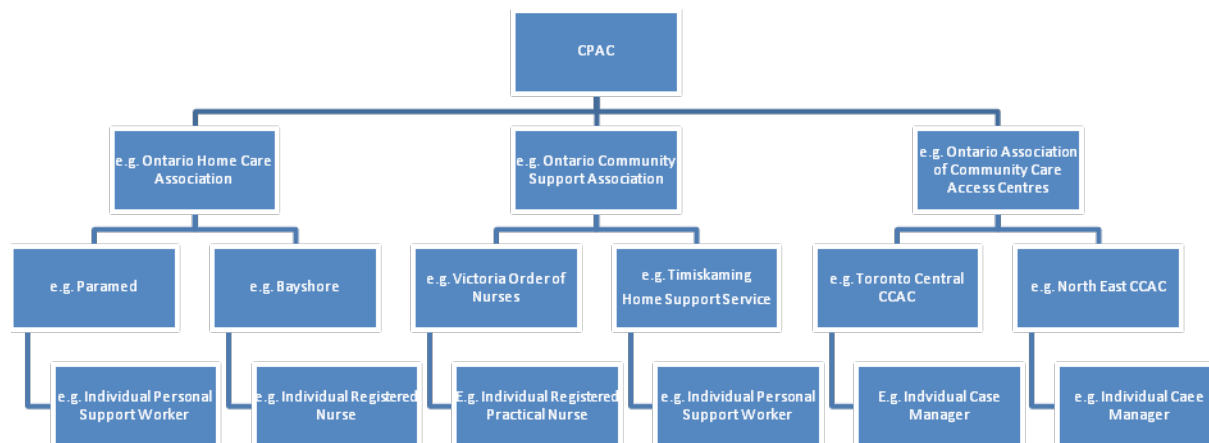 CPAC
e.g. Ontario Home Care
Association
e.g. Ontario Community
Support Association
e.g. Ontario Association
of Community Care
Access Centres
e.g. Paramed
e.g. Bayshore
e.g. Victoria Order of
Nurses
e.g. Timiskaming
Home Support Service
e.g. Toronto Central
CCAC
e.g. North East CCAC
e.g. Individual Personal
Support Worker
e.g. Individual Registered
Nurse
E.g. Individual Registered
Practical Nurse
e.g. Individual Personal
Support Worker
E.g. Indvdual Case
Manager
e.g. Individual Caee
Manager